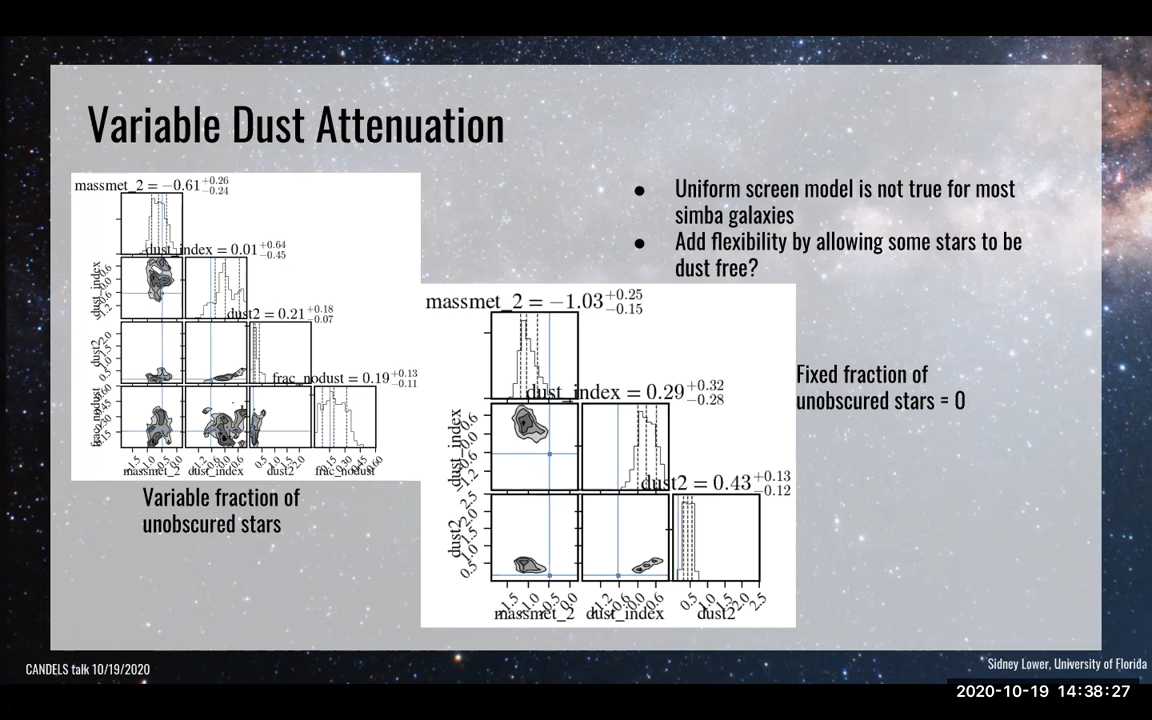 Variable Dust Attenuation
massmet_2 = −0.61 +0.26 −0.24
dust_index = 0.01 +0.64 −0.45
dust2 = 0.21 +0.18 −0.07
frac_nodust = 0.19 +0.13 −0.11
dust_index
dust2
frac_nodust
massmet_2 dust_index dust2 frac_nodust
Variable fraction of
unobscured stars
● Uniform screen model is not true for most
simba galaxies
● Add flexibility by allowing some stars to be
dust free?
massmet_2 = −1.03 +0.25 −0.15
dust_index = 0.29 +0.32 −0.28
dust2 = 0.43 +0.13 −0.12
dust_index
dust2
massmet_2 dust_index dust2
Fixed fraction of
unobscured stars = 0
CANDELS talk 10/19/2020
Sidney Lower, University of Florida
2020-10-19 14:38:27